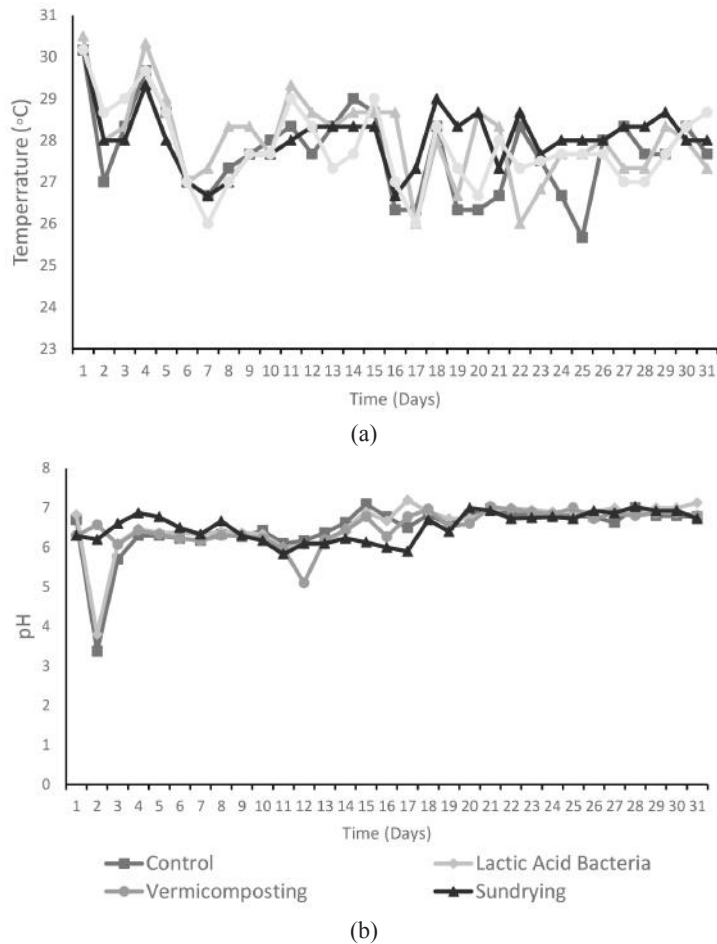 31
30
29
28
27
26
25
24
23
Temperrature (°C)
1 2 3 4 5 6 7 8 9 10 11 12 13 14 15 16 17 18 19 20 21 22 23 24 25 26 27 28 29 30 31
Time (Days)
(a)
8
7
6
5
4
3
2
1
0
pH
1 2 3 4 5 6 7 8 9 10 11 12 13 14 15 16 17 18 19 20 21 22 23 24 25 26 27 28 29 30 31
Time (Days)
Control Lactic Acid Bacteria
Vermicomposting Sundrying
(b)